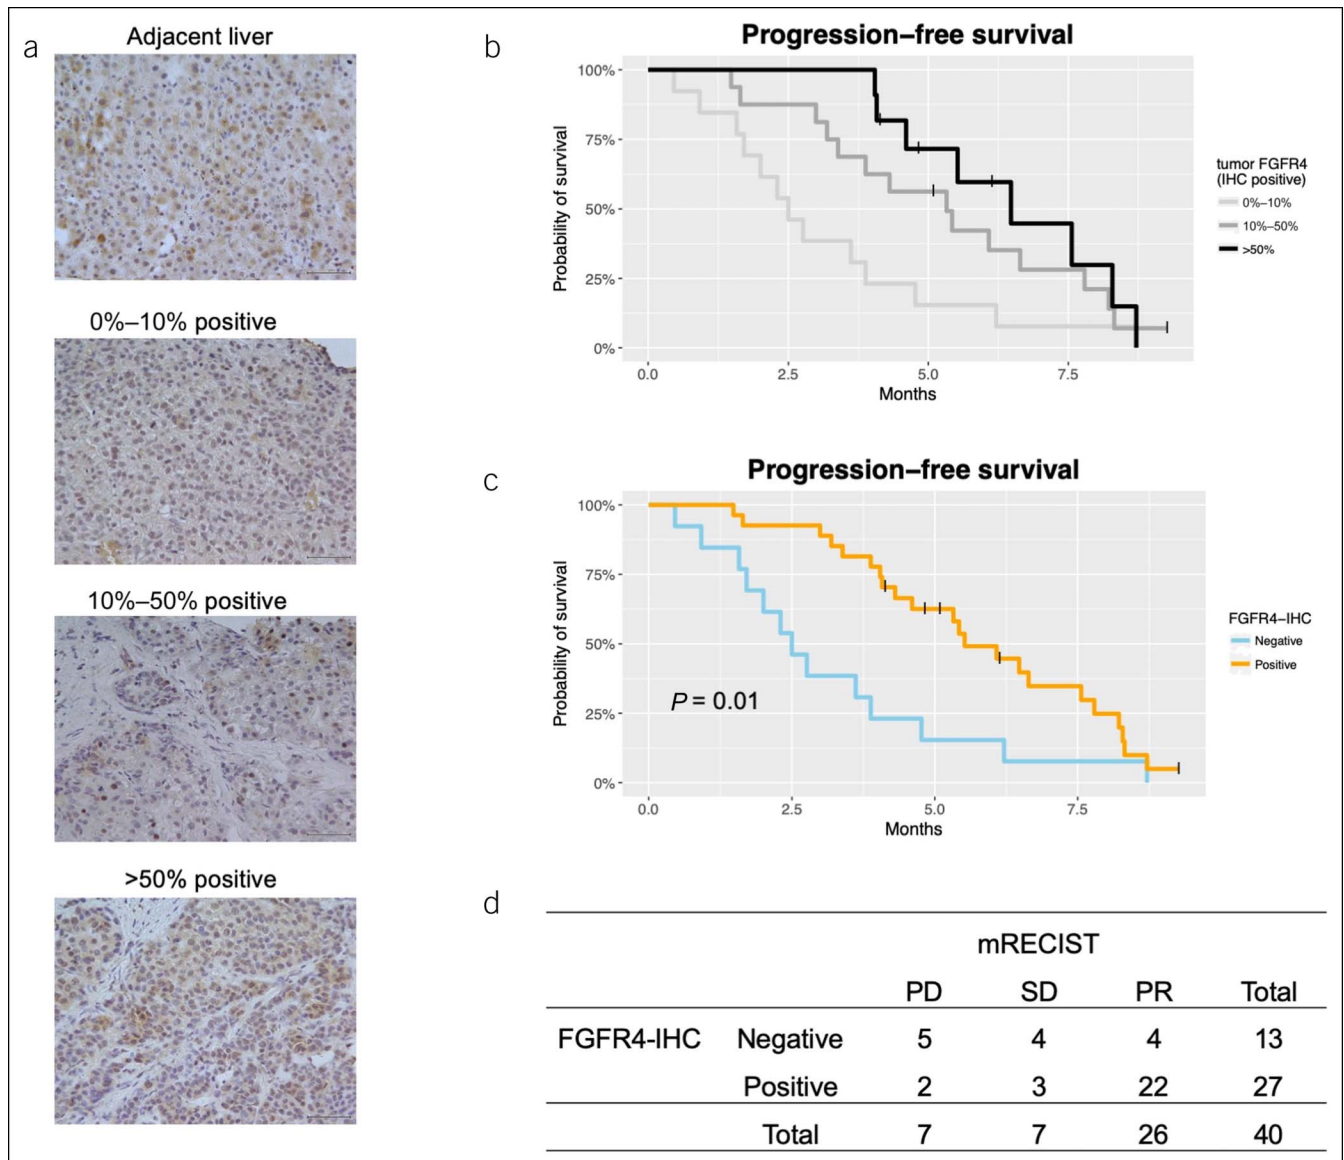 a
Adjacent liver
0%–10% positive
10%–50% positive
>50% positive
b
Progression–free survival
Probability of survival
100%
75%
50%
25%
0%
0.0 2.5 5.0 7.5
Months
tumor FGFR4
(IHC positive)
0%–10%
10%–50%
>50%
c
Progression–free survival
Probability of survival
100%
75%
50%
25%
0%
P = 0.01
0.0 2.5 5.0 7.5
Months
FGFR4–IHC
Negative
Positive
d
mRECIST
PD SD PR Total
FGFR4-IHC Negative 5 4 4 13
Positive 2 3 22 27
Total 7 7 26 40